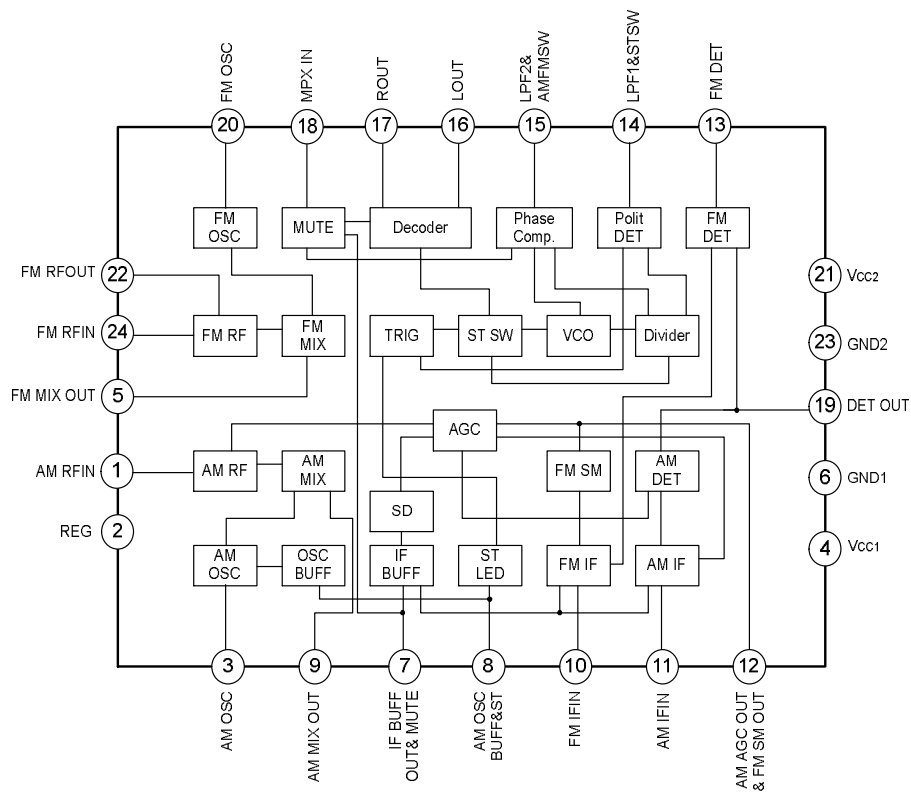 FM OSC
MPX IN
ROUT
LOUT
LPF2&
AMFMSW
LPF1&STSW
FM DET
20
18
17
16
15
14
13
FM
OSC
MUTE
Decoder
Phase
Comp.
Polit
DET
FM
DET
FM RFOUT
22
21
Vcc2
FM RFIN
24
FM RF
FM
MIX
TRIG
ST SW
VCO
Divider
23
GND2
FM MIX OUT
5
19
DET OUT
AGC
AM RFIN
1
AM RF
AM
MIX
FM SM
AM
DET
6
GND1
REG
2
SD
4
Vcc1
AM
OSC
OSC
BUFF
IF
BUFF
ST
LED
FM IF
AM IF
3
9
7
8
10
11
12
AM OSC
AM MIX OUT
IF BUFF
OUT& MUTE
AM OSC
BUFF&ST
FM IFIN
AM IFIN
AM AGC OUT
& FM SM OUT